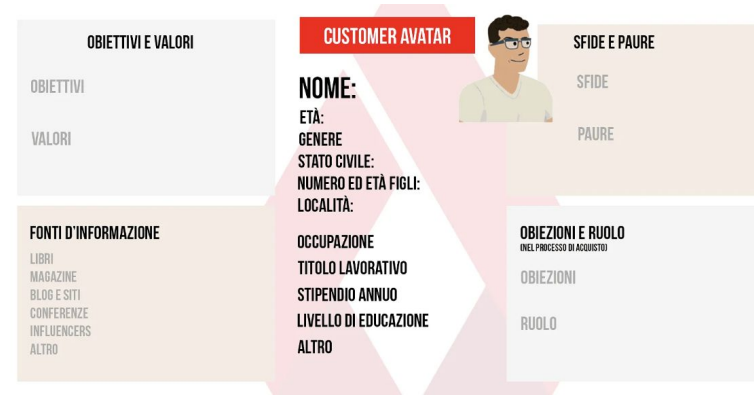 OBIETTIVI E VALORI
OBIETTIVI
VALORI
FONTI D'INFORMAZIONE
LIBRI
MAGAZINE
BLOG E SITI
CONFERENZE
INFLUENCERS
ALTRO
CUSTOMER AVATAR
NOME:
ETÀ:
GENERE
STATO CIVILE:
NUMERO ED ETÀ FIGLI:
LOCALITÀ:
OCCUPAZIONE
TITOLO LAVORATIVO
STIPENDIO ANNUO
LIVELLO DI EDUCAZIONE
ALTRO
SFIDE E PAURE
SFIDE
PAURE
OBIEZIONI E RUOLO
(NEL PROCESSO DI ACQUISTO)
OBIEZIONI
RUOLO